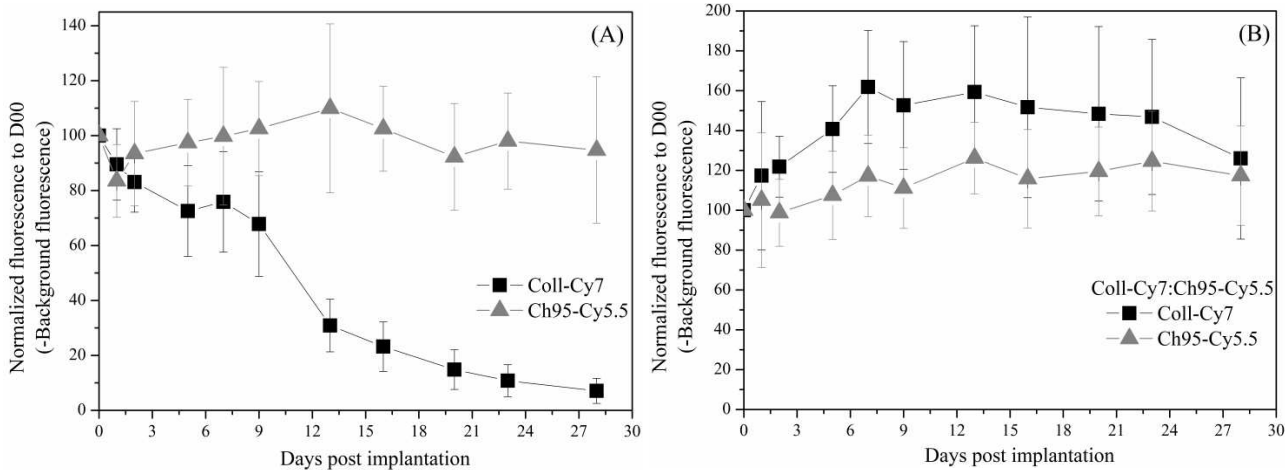 (A)
Normalized fluorescence to D00
(-Background fluorescence)
140
120
100
80
60
40
20
0
Coll-Cy7
Ch95-Cy5.5
0 3 6 9 12 15 18 21 24 27 30
Days post implantation
(B)
Normalized fluorescence to D00
(-Background fluorescence)
200
180
160
140
120
100
80
60
40
20
0
Coll-Cy7:Ch95-Cy5.5
Coll-Cy7
Ch95-Cy5.5
0 3 6 9 12 15 18 21 24 27 30
Days post implantation